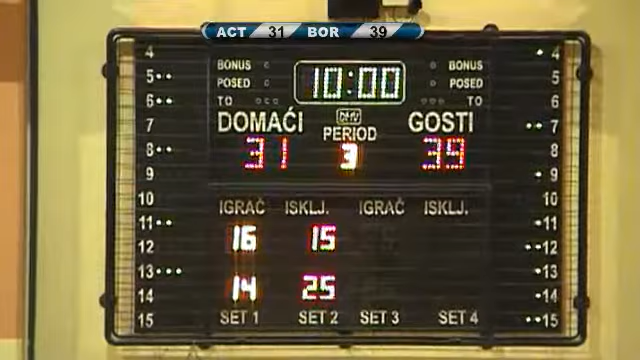 ACT 31 BOR 39
4 4
BONUS 10:00 BONUS
5 POSED POSED 5
6 TO TO 6
DHV
7 DOMAĆI PERIOD GOSTI 7
8 31 3 39 8
9 9
10 10
IGRAČ ISKLJ. IGRAČ ISKLJ.
11 11
12 16 15 12
13 13
14 14 25 14
15 SET 1 SET 2 SET 3 SET 4 15